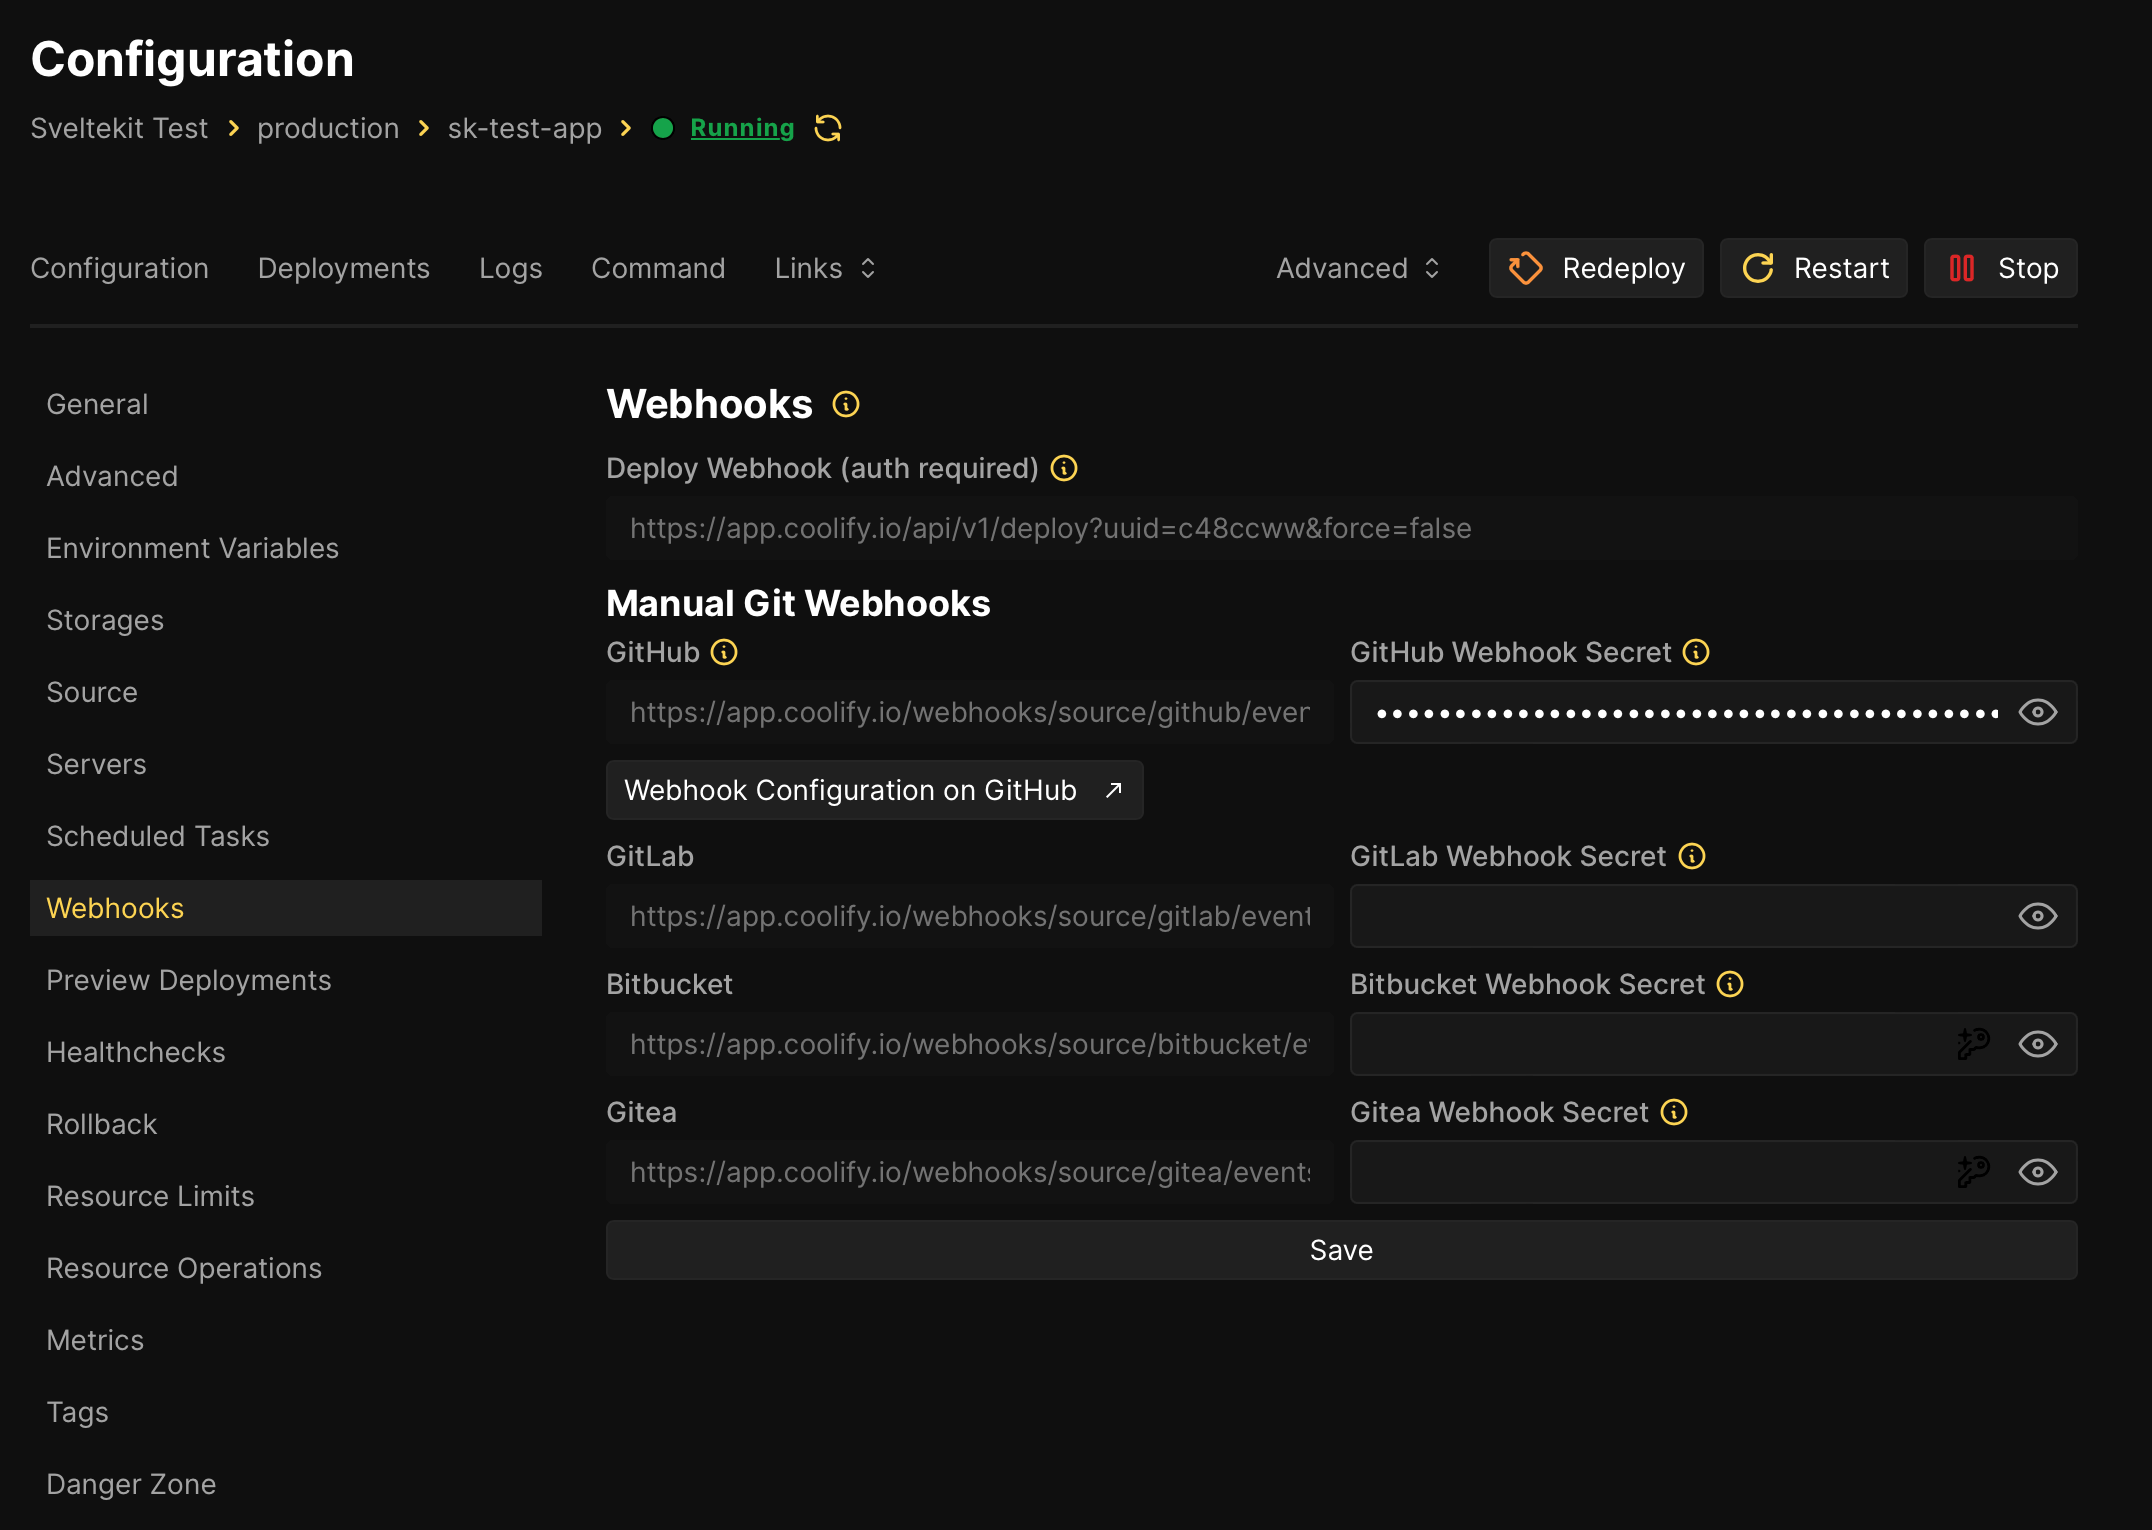 Configuration
Sveltekit Test production sk-test-app Running
Configuration Deployments Logs Command Links Advanced Redeploy Restart Stop
General
Advanced
Environment Variables
Storages
Source
Servers
Scheduled Tasks
Webhooks
Preview Deployments
Healthchecks
Rollback
Resource Limits
Resource Operations
Metrics
Tags
Danger Zone
Webhooks
Deploy Webhook (auth required)
https://app.coolify.io/api/v1/deploy?uuid=c48ccww&force=false
Manual Git Webhooks
GitHub
https://app.coolify.io/webhooks/source/github/even
GitHub Webhook Secret
Webhook Configuration on GitHub
GitLab
https://app.coolify.io/webhooks/source/gitlab/event
GitLab Webhook Secret
Bitbucket
https://app.coolify.io/webhooks/source/bitbucket/e
Bitbucket Webhook Secret
Gitea
https://app.coolify.io/webhooks/source/gitea/events
Gitea Webhook Secret
Save